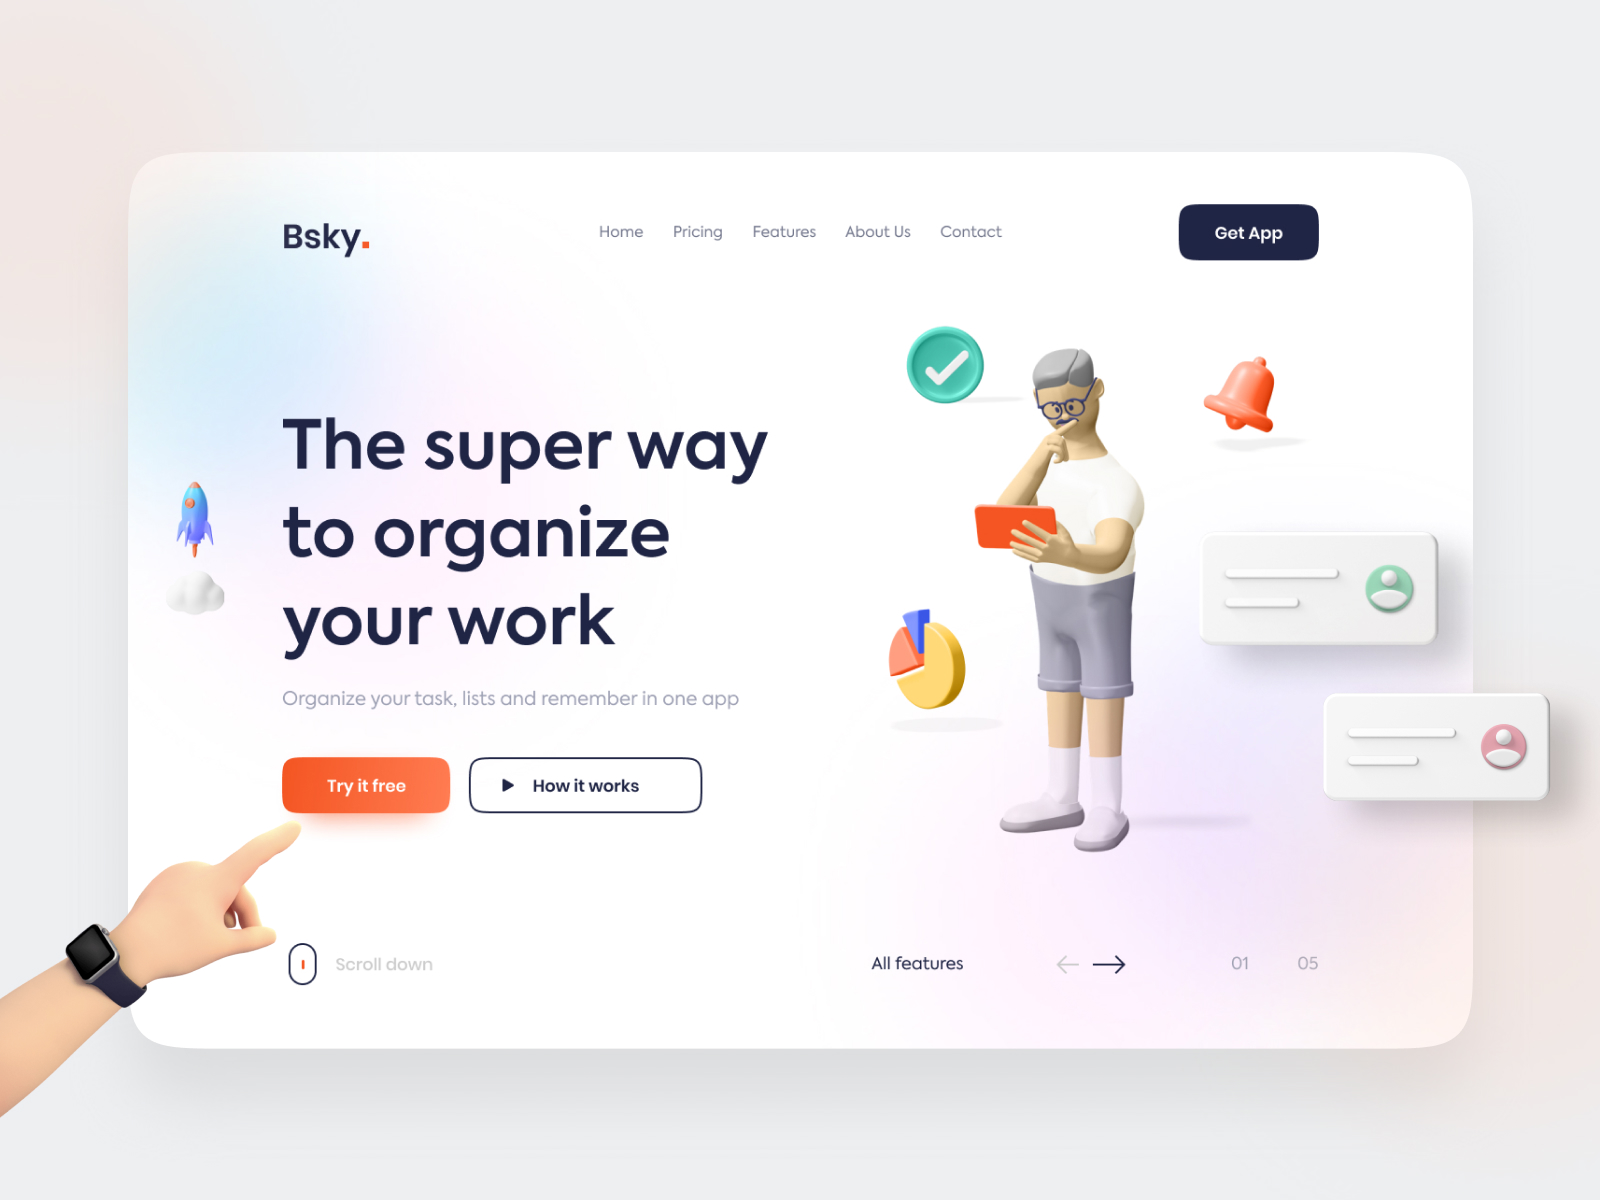 Bsky.
Home Pricing Features About Us Contact
Get App
The super way
to organize
your work
Organize your task, lists and remember in one app
Try it free
How it works
Scroll down
All features
01 05